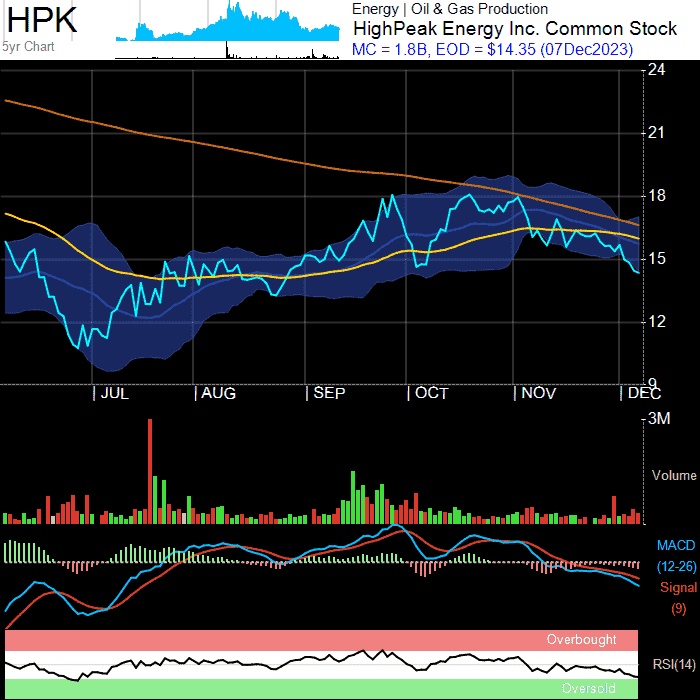 HPK
5yr Chart
Energy | Oil & Gas Production
HighPeak Energy Inc. Common Stock
MC = 1.8B, EOD = $14.35 (07Dec2023)
24
21
18
15
12
9
JUL AUG SEP OCT NOV DEC
3M
Volume
MACD
(12-26)
Signal
(9)
Overbought
RSI(14)
Oversold